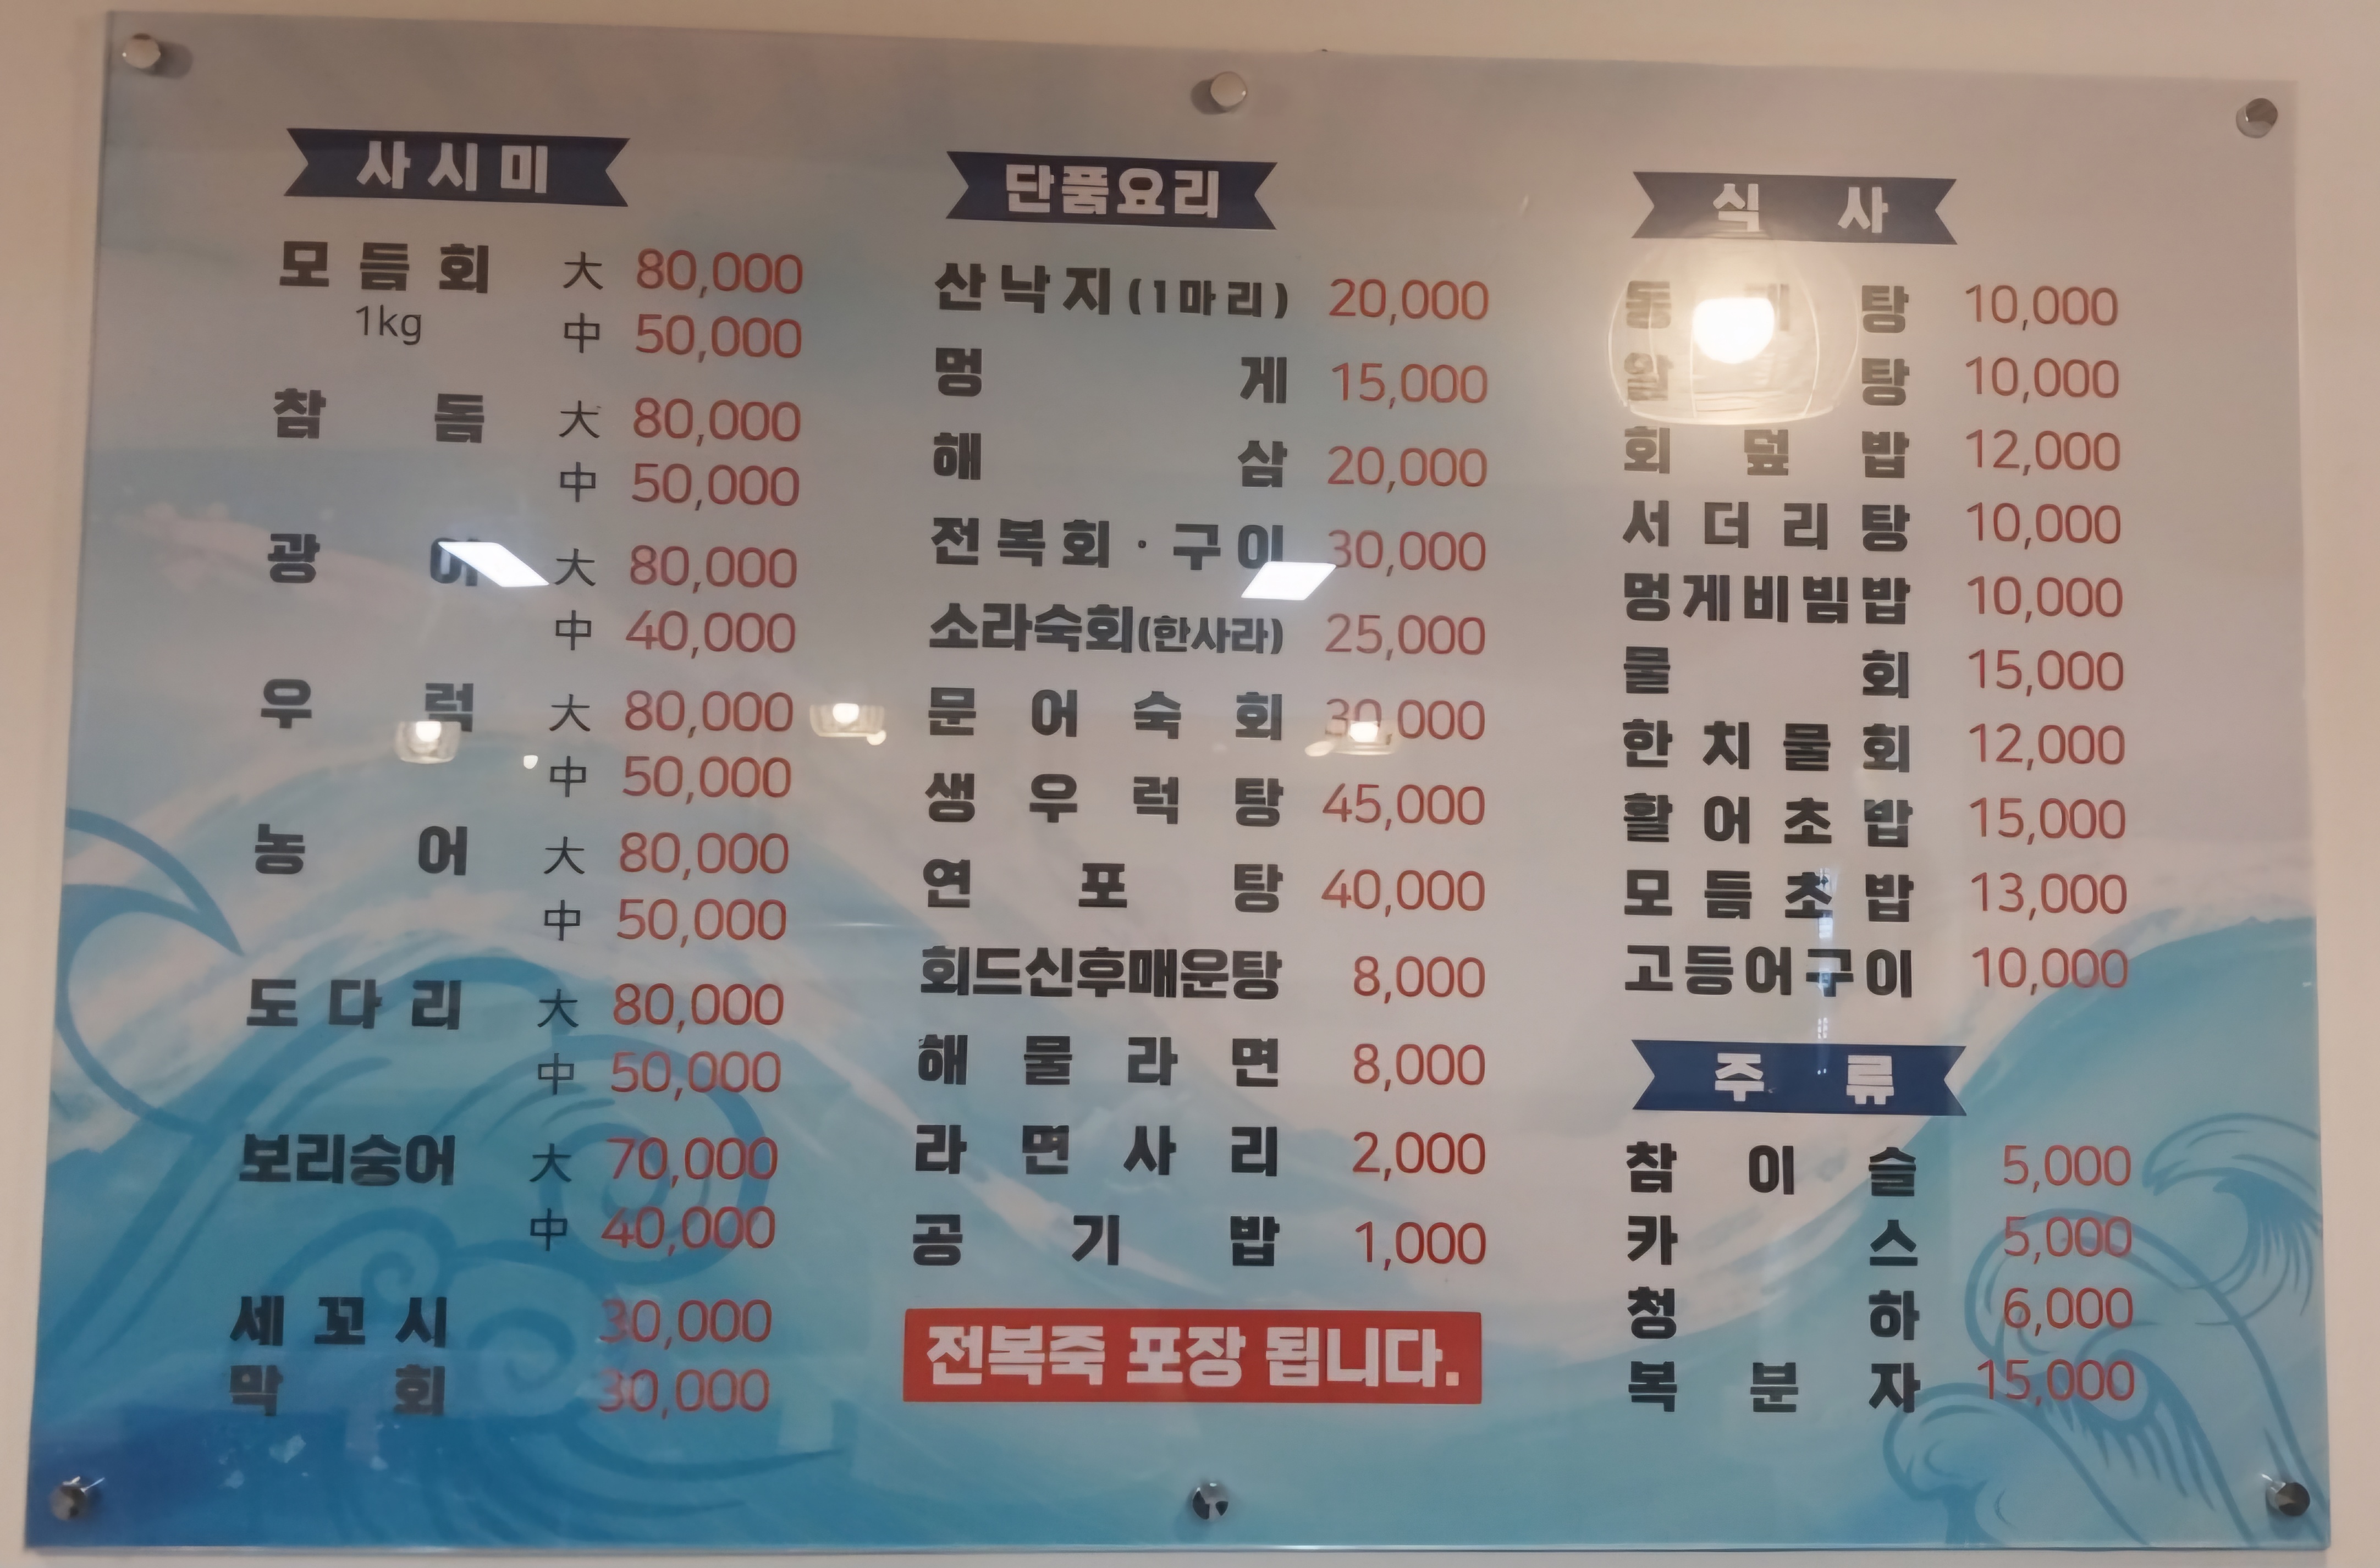 사시미
모듬회 大 80,000
1kg 中 50,000
참돔 大 80,000
中 50,000
광어 大 80,000
中 40,000
우럭 大 80,000
中 50,000
농어 大 80,000
中 50,000
도다리 大 80,000
中 50,000
보리숭어 大 70,000
中 40,000
세꼬시 30,000
막회 30,000
단품요리
산낙지(1마리) 20,000
멍게 15,000
해삼 20,000
전복회·구이 30,000
소라숙회(한사라) 25,000
문어숙회 30,000
생우럭탕 45,000
연포탕 40,000
회드신후매운탕 8,000
해물라면 8,000
라면사리 2,000
공기밥 1,000
전복죽 포장 됩니다.
식사
탕 10,000
알탕 10,000
회덮밥 12,000
서더리탕 10,000
멍게비빔밥 10,000
물회 15,000
한치물회 12,000
활어초밥 15,000
모듬초밥 13,000
고등어구이 10,000
주류
참이슬 5,000
카스 5,000
청하 6,000
복분자 15,000